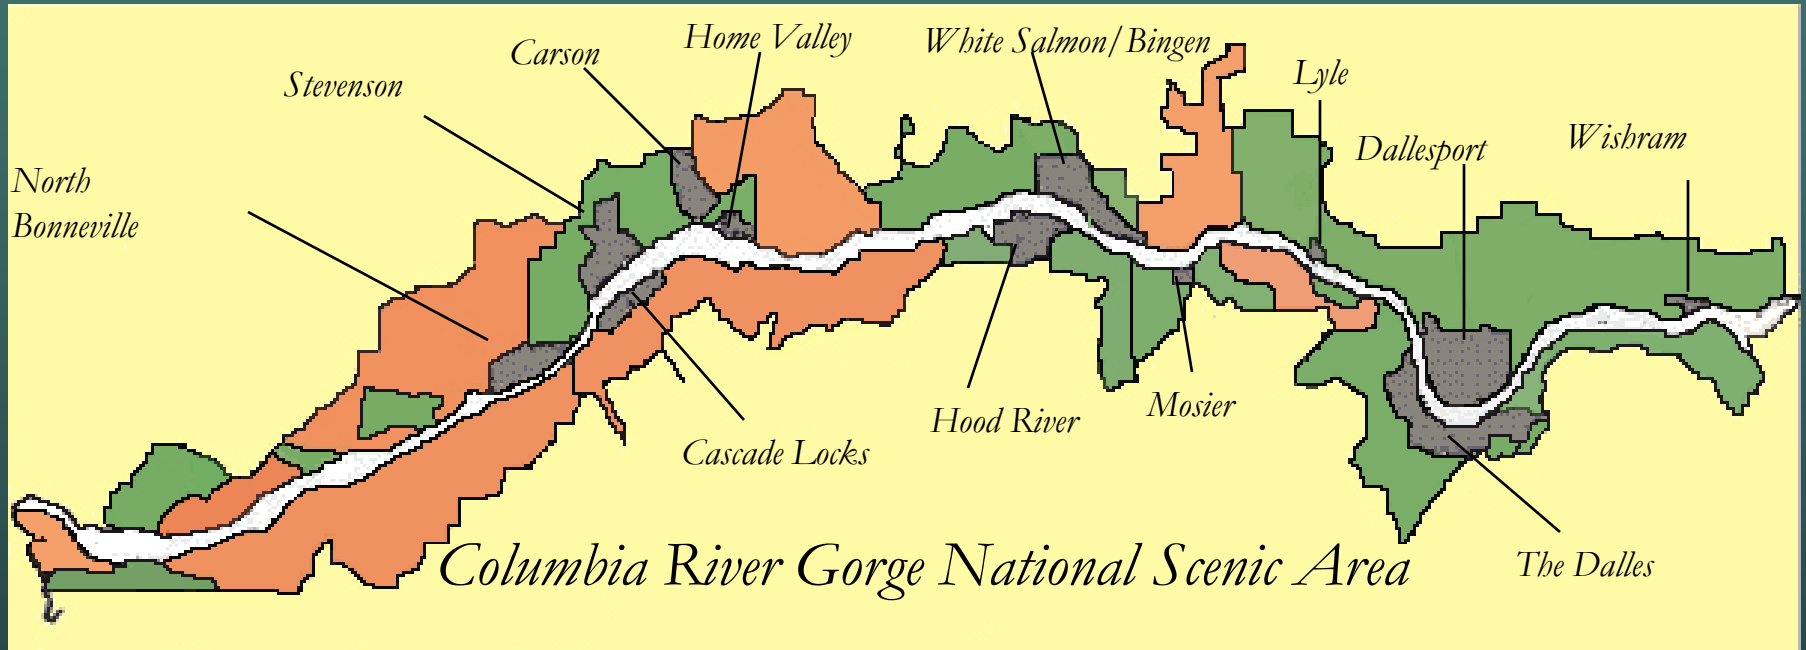 Home Valley
White Salmon/Bingen
Carson
Lyle
Stevenson
Wishram
Dallesport
North
Bonneville
Mosier
Hood River
Cascade Locks
Columbia River Gorge National Scenic Area
The Dalles